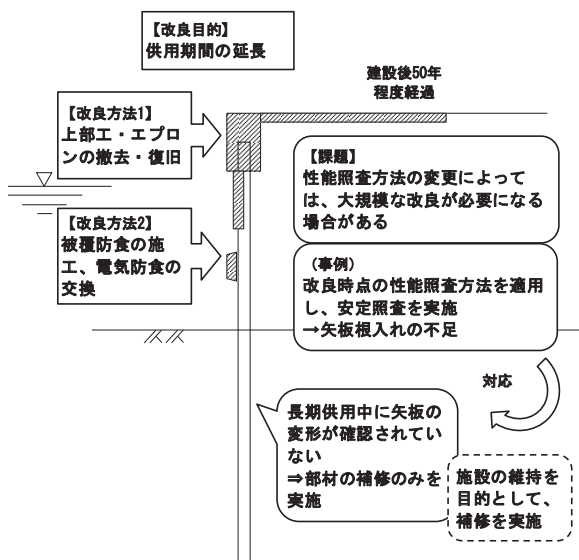 【改良目的】
供用期間の延長
建設後50年
程度経過
【改良方法1】
上部工・エプロ
ンの撤去・復旧
【課題】
性能照査方法の変更によって
は、大規模な改良が必要になる
場合がある
【改良方法2】
被覆防食の施
工、電気防食の
交換
（事例）
改良時点の性能照査方法を適用
し、安定照査を実施
→矢板根入れの不足
対応
長期供用中に矢板の
変形が確認されてい
ない
⇒部材の補修のみを
実施
施設の維持を
目的として、
補修を実施